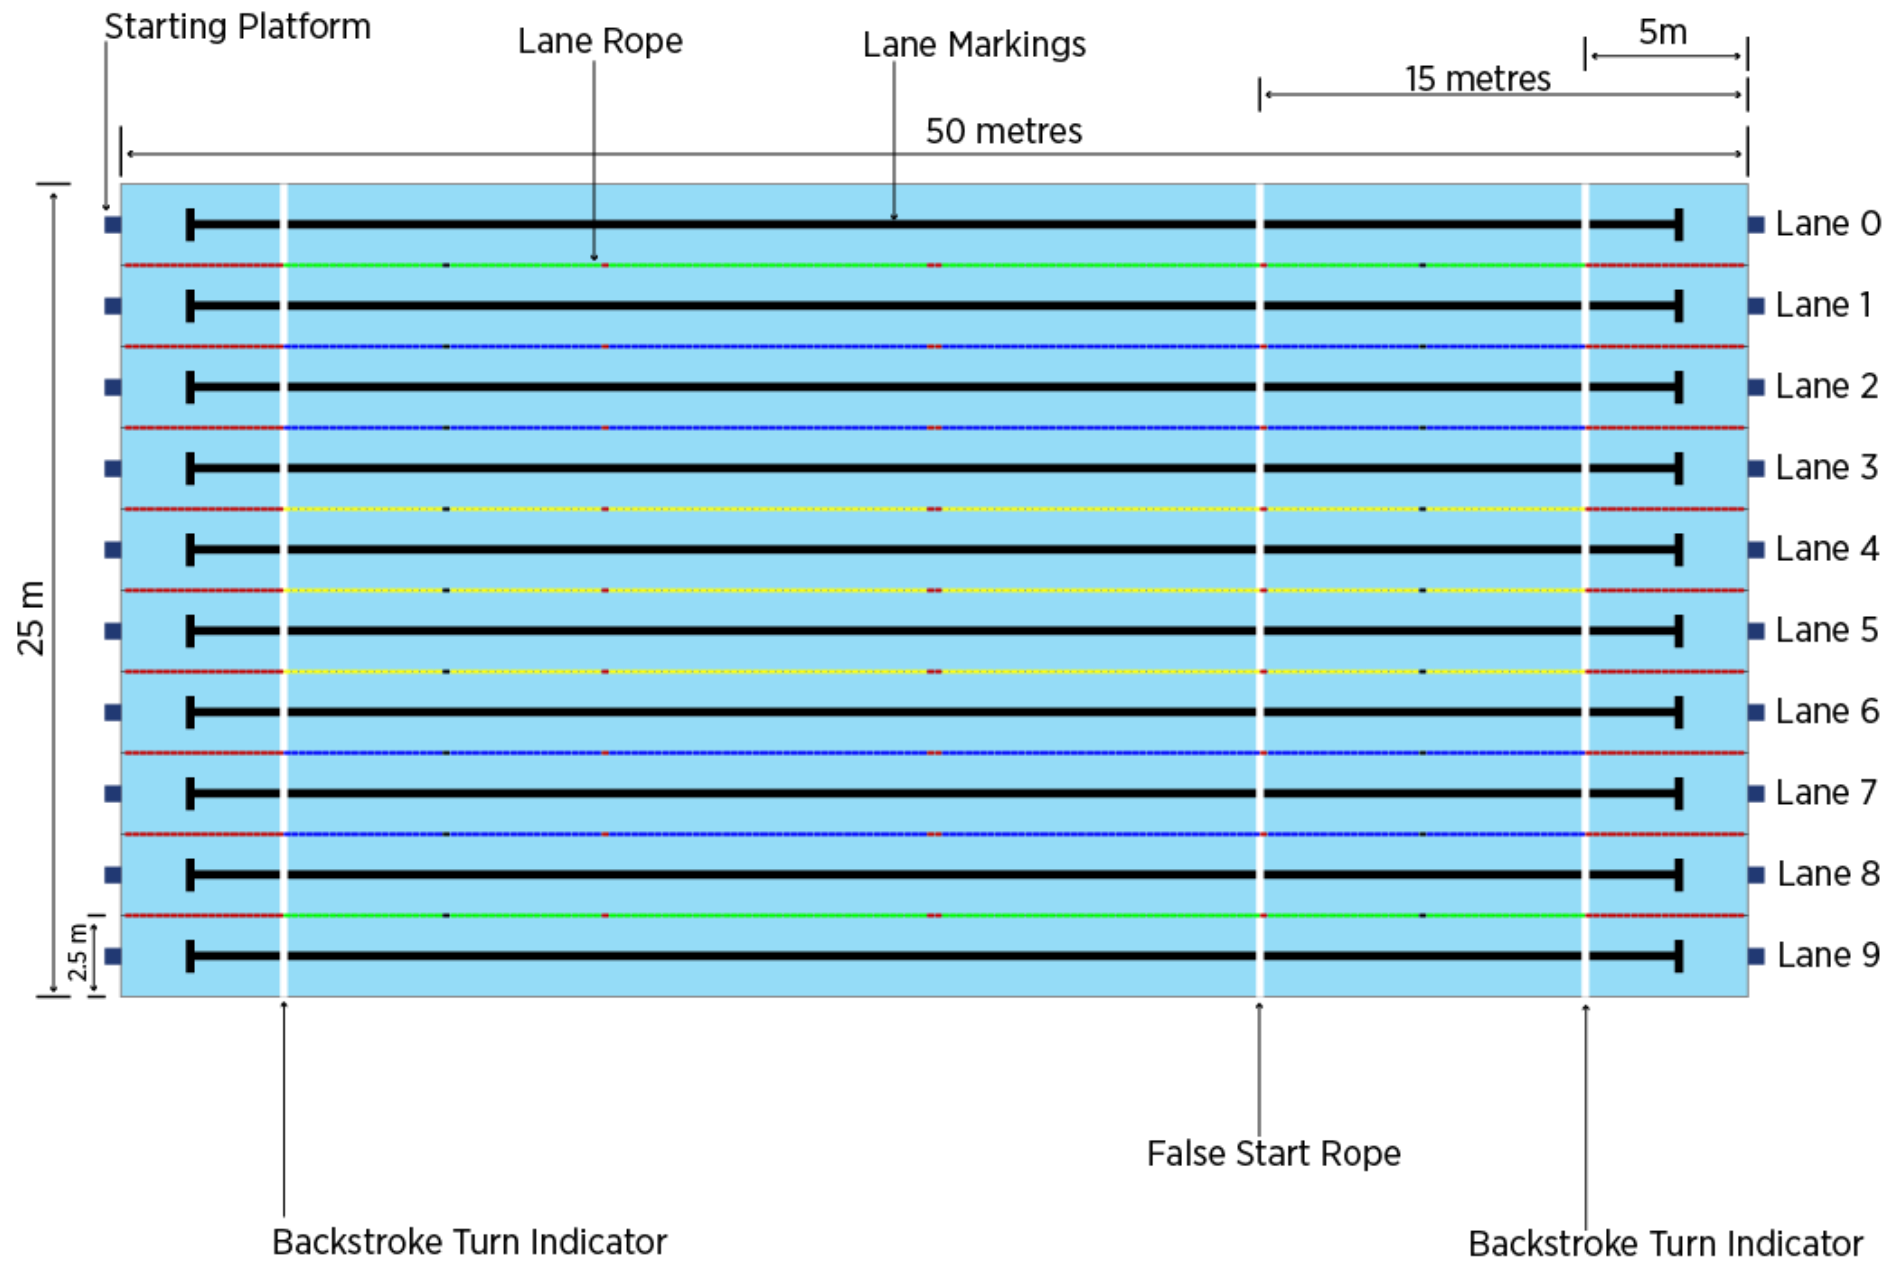 Starting Platform
Lane Rope
Lane Markings
5m
15 metres
50 metres
Lane 0
Lane 1
Lane 2
Lane 3
Lane 4
25 m
Lane 5
Lane 6
Lane 7
Lane 8
2.5 m
Lane 9
False Start Rope
Backstroke Turn Indicator
Backstroke Turn Indicator